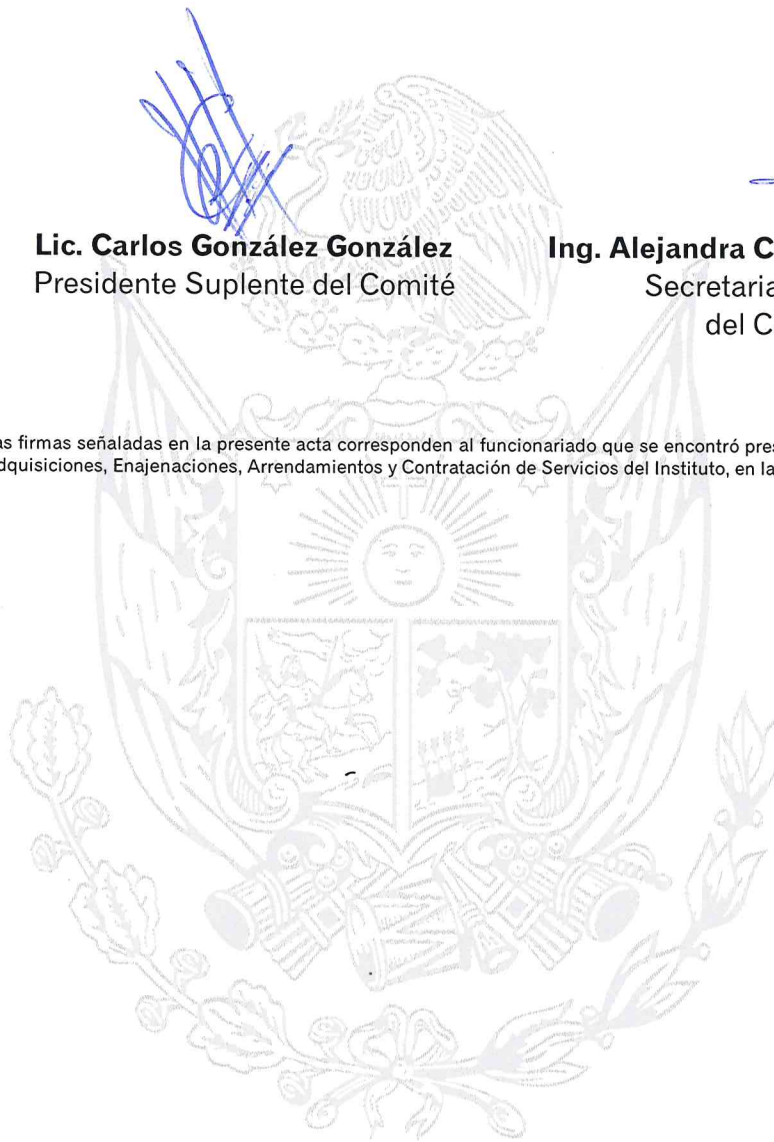 Lic. Carlos González González
Presidente Suplente del Comité
Ing. Alejandra C
Secretaria
del C
as firmas señaladas en la presente acta corresponden al funcionariado que se encontró pres
dquisiciones, Enajenaciones, Arrendamientos y Contratación de Servicios del Instituto, en la